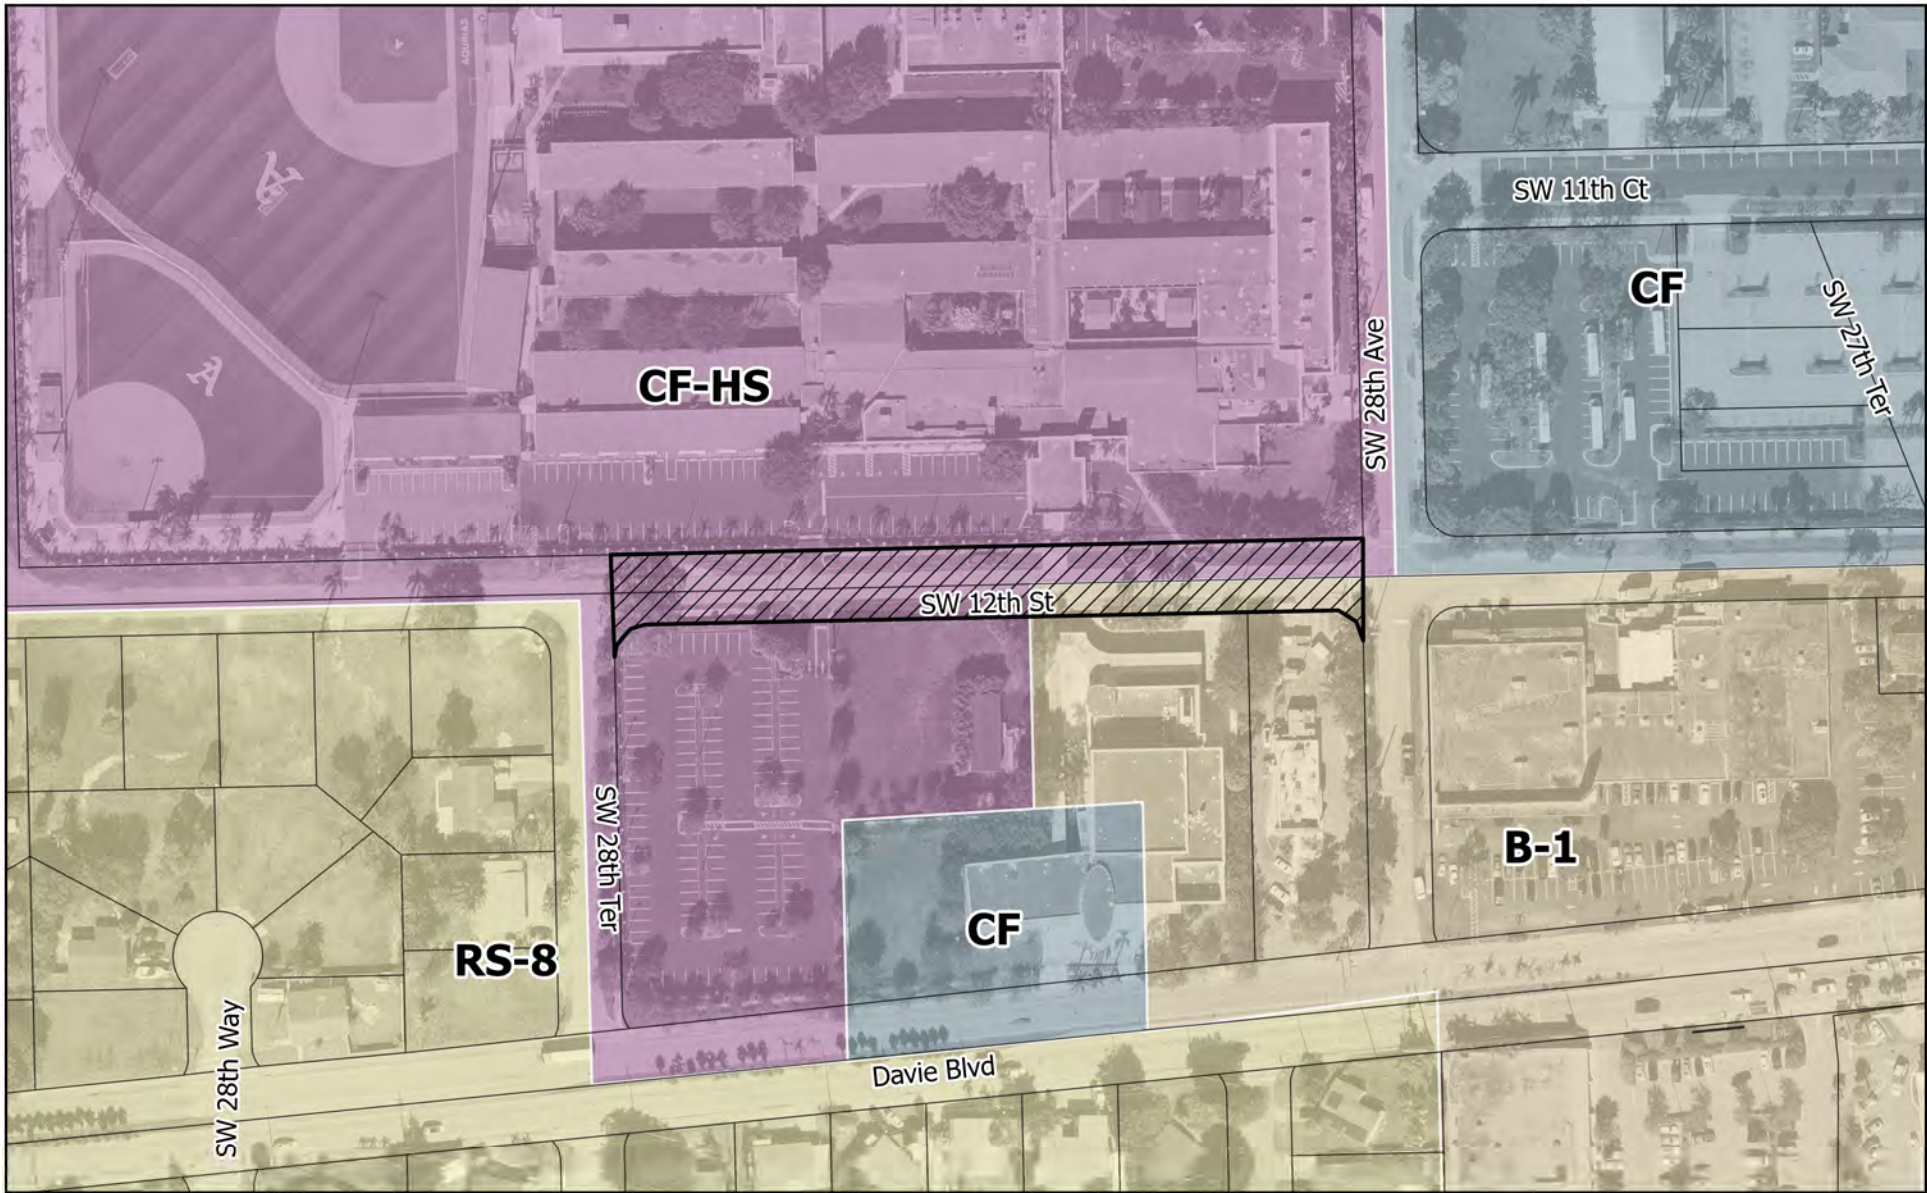 AQUINAS
A
SW 11th Ct
CF
SW 27th Ter
A
CF-HS
SW 28th Ave
SW 12th St
SW 28th Ter
B-1
CF
RS-8
SW 28th Way
Davie Blvd